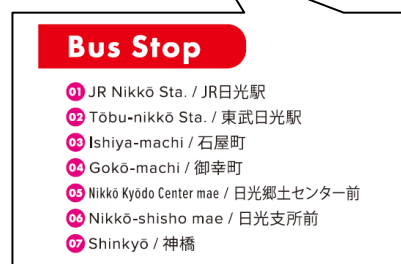 Bus Stop
01 JR Nikkō Sta. / JR日光駅
02 Tōbu-nikkō Sta. / 東武日光駅
03 Ishiya-machi / 石屋町
04 Gokō-machi / 御幸町
05 Nikkō Kyōdo Center mae / 日光郷土センター前
06 Nikkō-shisho mae / 日光支所前
07 Shinkyō / 神橋